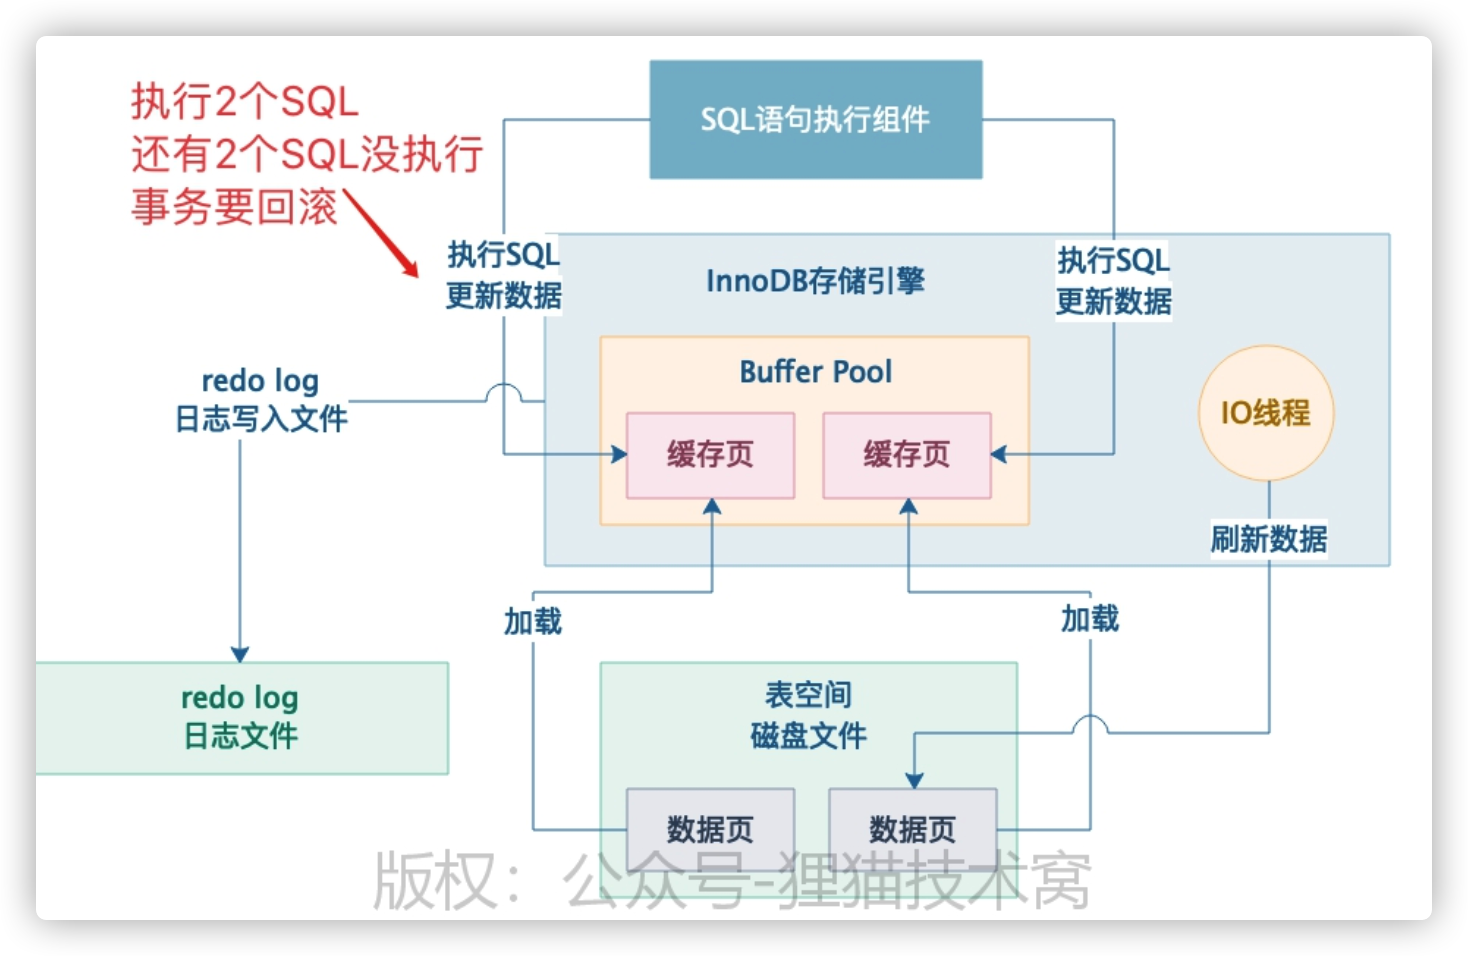 执行2个SQL
还有2个SQL没执行
事务要回滚
SQL语句执行组件
执行SQL
更新数据
InnoDB存储引擎
执行SQL
更新数据
Buffer Pool
缓存页
缓存页
IO线程
redo log
日志写入文件
刷新数据
加载
加载
redo log
日志文件
表空间
磁盘文件
数据页
数据页
版权：公众号-狸猫技术窝